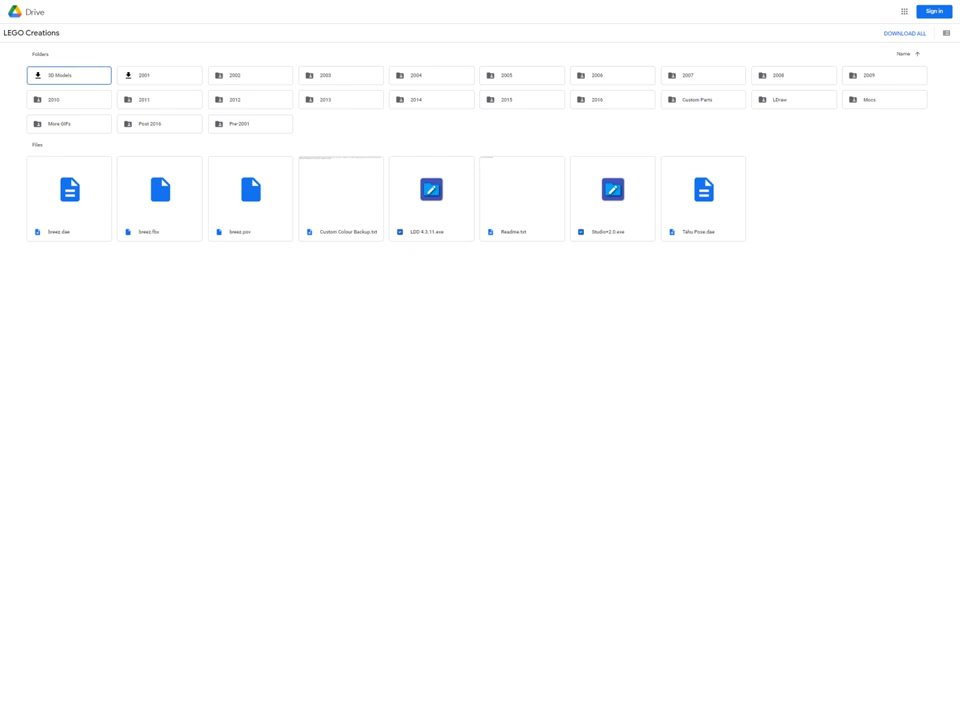 Drive
Sign in
LEGO Creations
DOWNLOAD ALL
Folders
Name
3D Models
2001
2002
2003
2004
2005
2006
2007
2008
2009
2010
2011
2012
2013
2014
2015
2016
Custom Parts
LDraw
Mocs
More GIFs
Post 2016
Pre-2001
Files
breez.dae
breez.fbx
breez.pov
Custom Colour Backup.txt
LDD 4.3.11.exe
Readme.txt
Studio+2.0.exe
Tahu Pose.dae